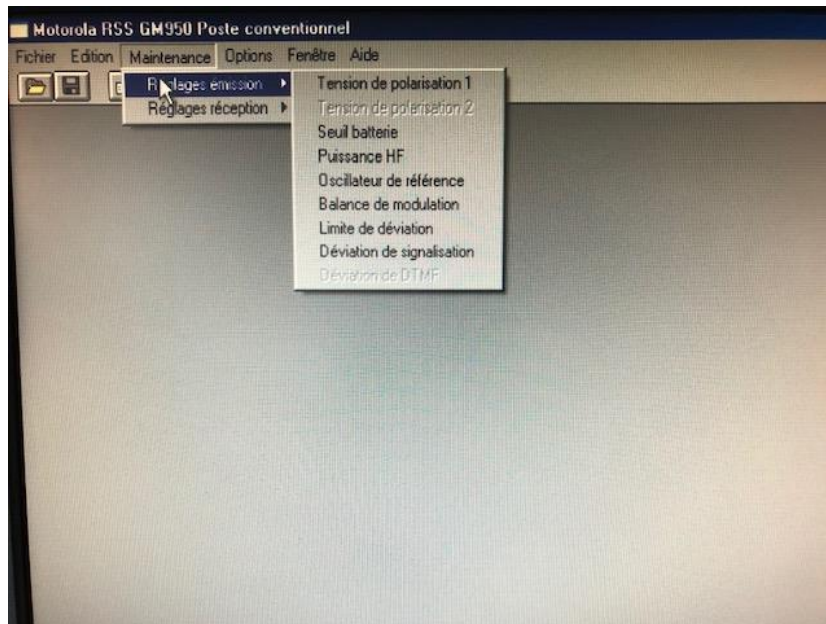 Motorola RSS GM950 Poste conventionnel
Fichier Edition Maintenance Options Fenêtre Aide
Réglages émission
Réglages réception
Tension de polarisation 1
Tension de polarisation 2
Seuil batterie
Puissance HF
Oscillateur de référence
Balance de modulation
Limite de déviation
Déviation de signalisation
Déviation de DTMF